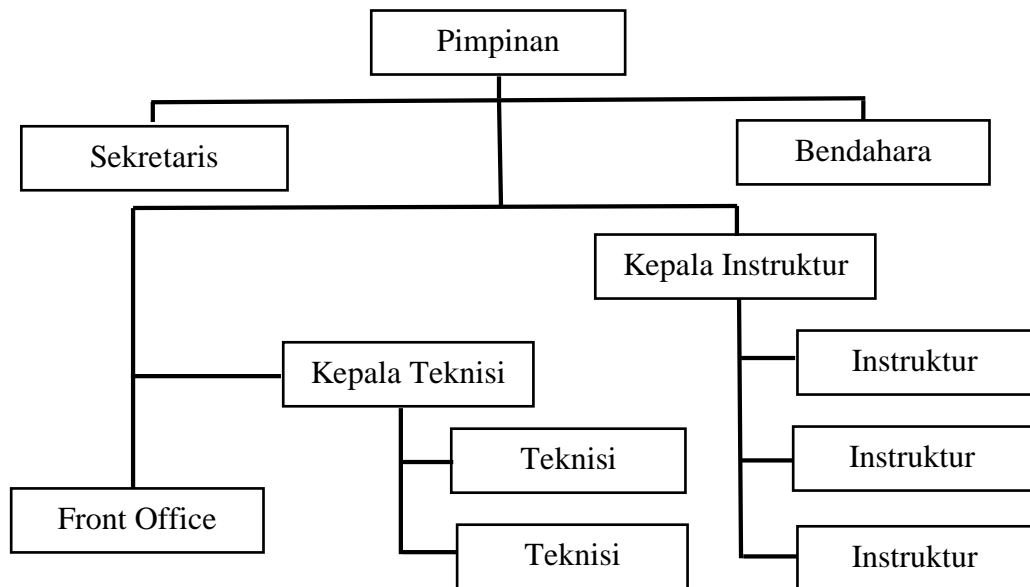 Pimpinan
Sekretaris
Bendahara
Kepala Instruktur
Kepala Teknisi
Instruktur
Teknisi
Instruktur
Front Office
Teknisi
Instruktur